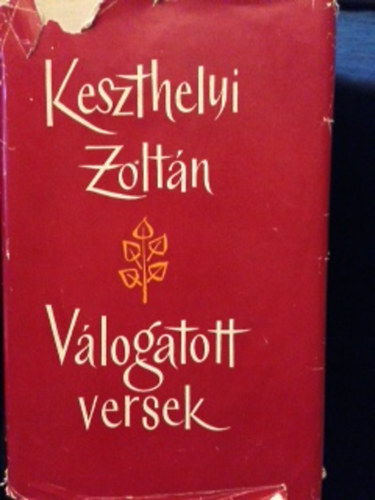 Keszthelyi
Zoltán
Válogatott
versek